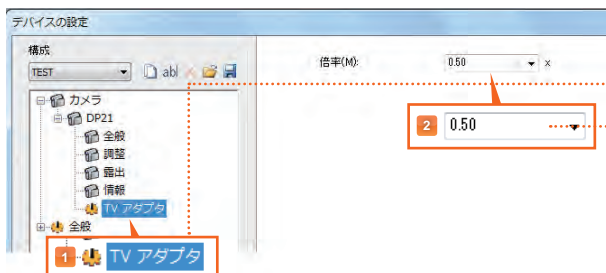 デバイスの設定
構成
TEST
abl
倍率(M):
0.50
x
カメラ
DP21
全般
調整
露出
情報
TV アダプタ
全般
2
0.50
1
TV アダプタ